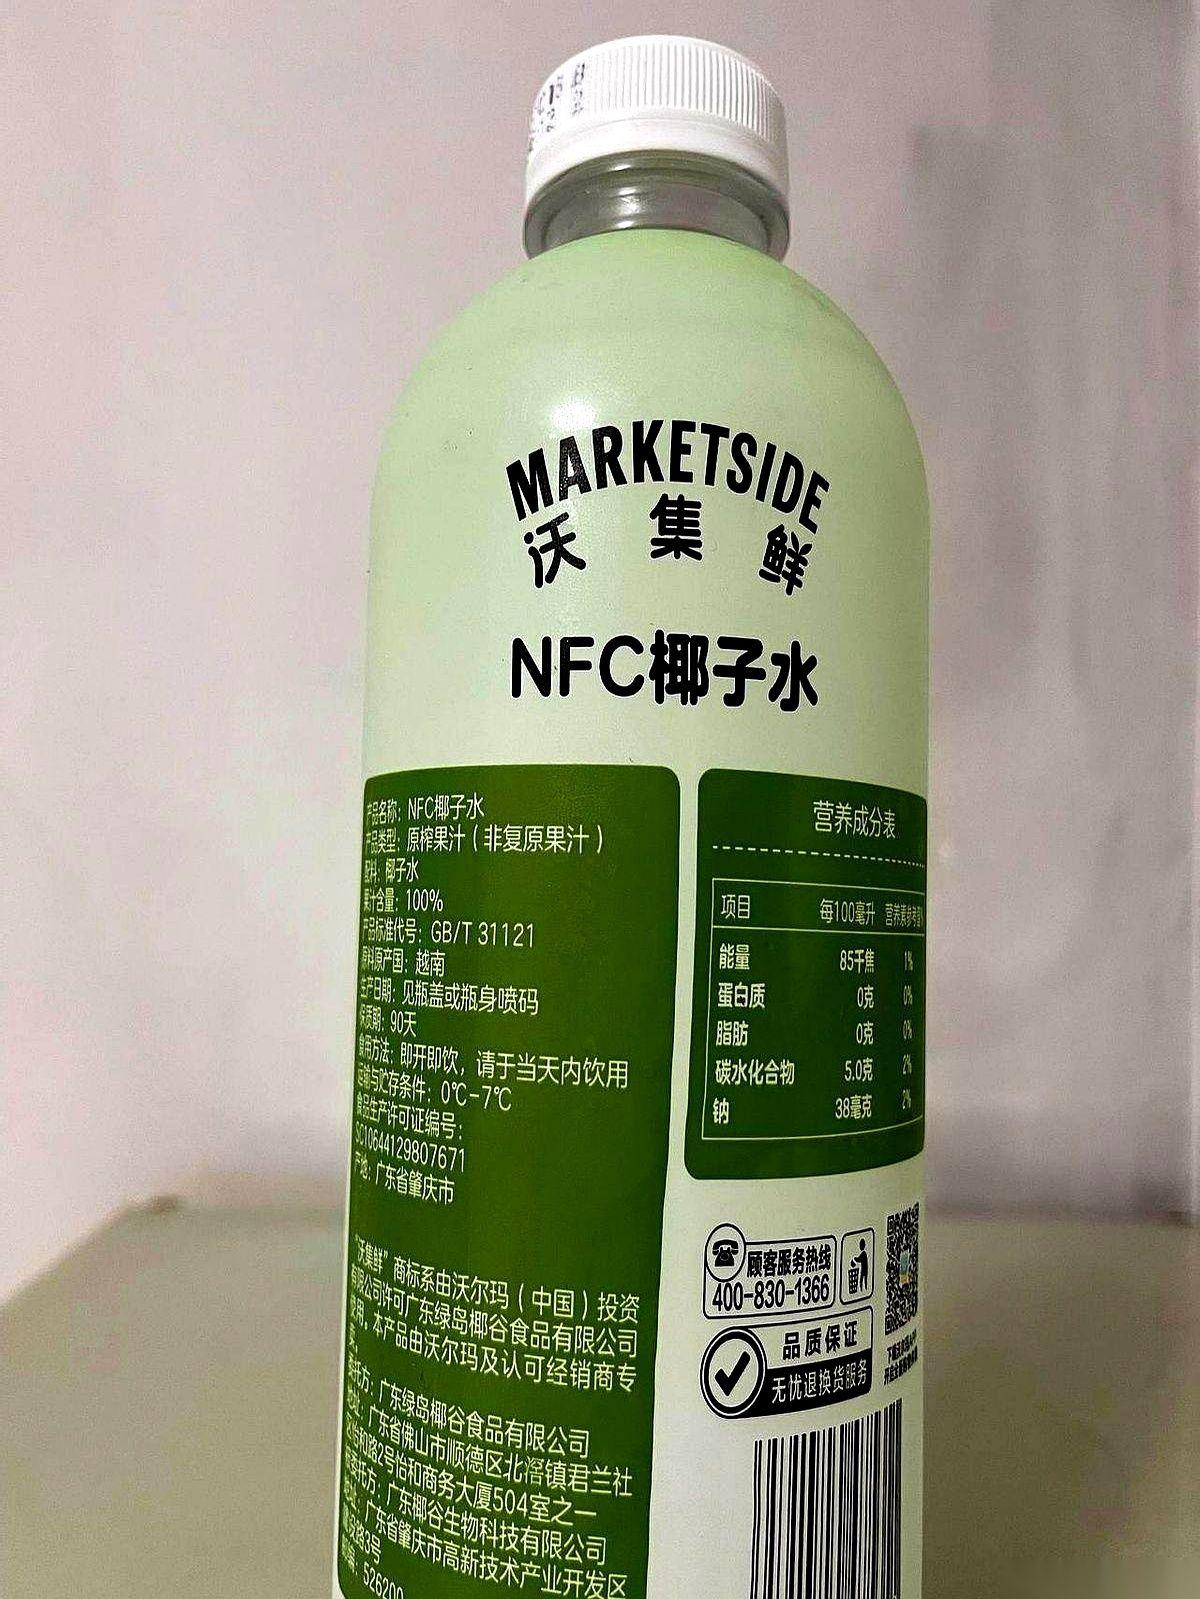 MARKETSIDE
沃集鲜
NFC椰子水
产品名称：NFC椰子水
产品类型：原榨果汁（非复原果汁）
配料：椰子水
果汁含量：100%
产品标准代号：GB/T 31121
原料原产国：越南
生产日期：见瓶盖或瓶身喷码
保质期：90天
食用方法：即开即饮，请于当天内饮用
运输与贮存条件：0℃-7℃
食品生产许可证编号：
SC10644129807671
产地：广东省肇庆市
“沃集鲜”商标系由沃尔玛（中国）投资
有限公司许可广东绿岛椰谷食品有限公司
使用，本产品由沃尔玛及认可经销商专
委托方：广东绿岛椰谷食品有限公司
地址：广东省佛山市顺德区北滘镇君兰社
区怡和路2号怡和商务大厦504室之一
受委托方：广东椰谷生物科技有限公司
地址：广东省肇庆市高新技术产业开发区
路3号
邮编：526200
营养成分表
项目 每100毫升 营养素参考值%
能量 85千焦 1%
蛋白质 0克 0%
脂肪 0克 0%
碳水化合物 5.0克 2%
钠 38毫克 2%
顾客服务热线
400-830-1366
品质保证
无忧退换货服务